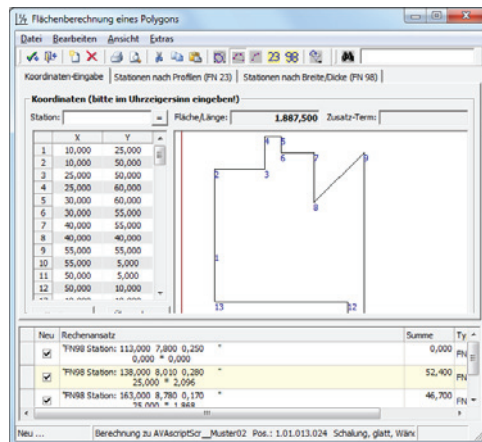 Flächenberechnung eines Polygons
Datei Bearbeiten Ansicht Extras
23 98
Koordinaten-Eingabe Stationen nach Profilen (FN 23) Stationen nach Breite/Dicke (FN 98)
Koordinaten (bitte im Uhrzeigersinn eingeben!)
Station: = Fläche/Länge: 1.887,500 Zusatz-Term:
X Y
1 10,000 25,000
2 10,000 50,000
3 25,000 50,000
4 25,000 60,000
5 30,000 60,000
6 30,000 55,000
7 40,000 55,000
8 40,000 40,000
9 55,000 55,000
10 55,000 5,000
11 50,000 5,000
12 50,000 10,000
4 5
6 7 9
2 3
8
1
13 12
Neu Rechenansatz Summe Ty
"FN98 Station: 113,000 7,800 0,250 " 0,000 FN
0,000 * 0,000
"FN98 Station: 138,000 8,010 0,280 " 52,400 FN
25,000 * 2,096
"FN98 Station: 163,000 8,780 0,170 " 46,700 FN
25,000 * 1,868
Neu ... Berechnung zu AVAscriptScr__Muster02 Pos.: 1.01.013.024 Schalung, glatt,